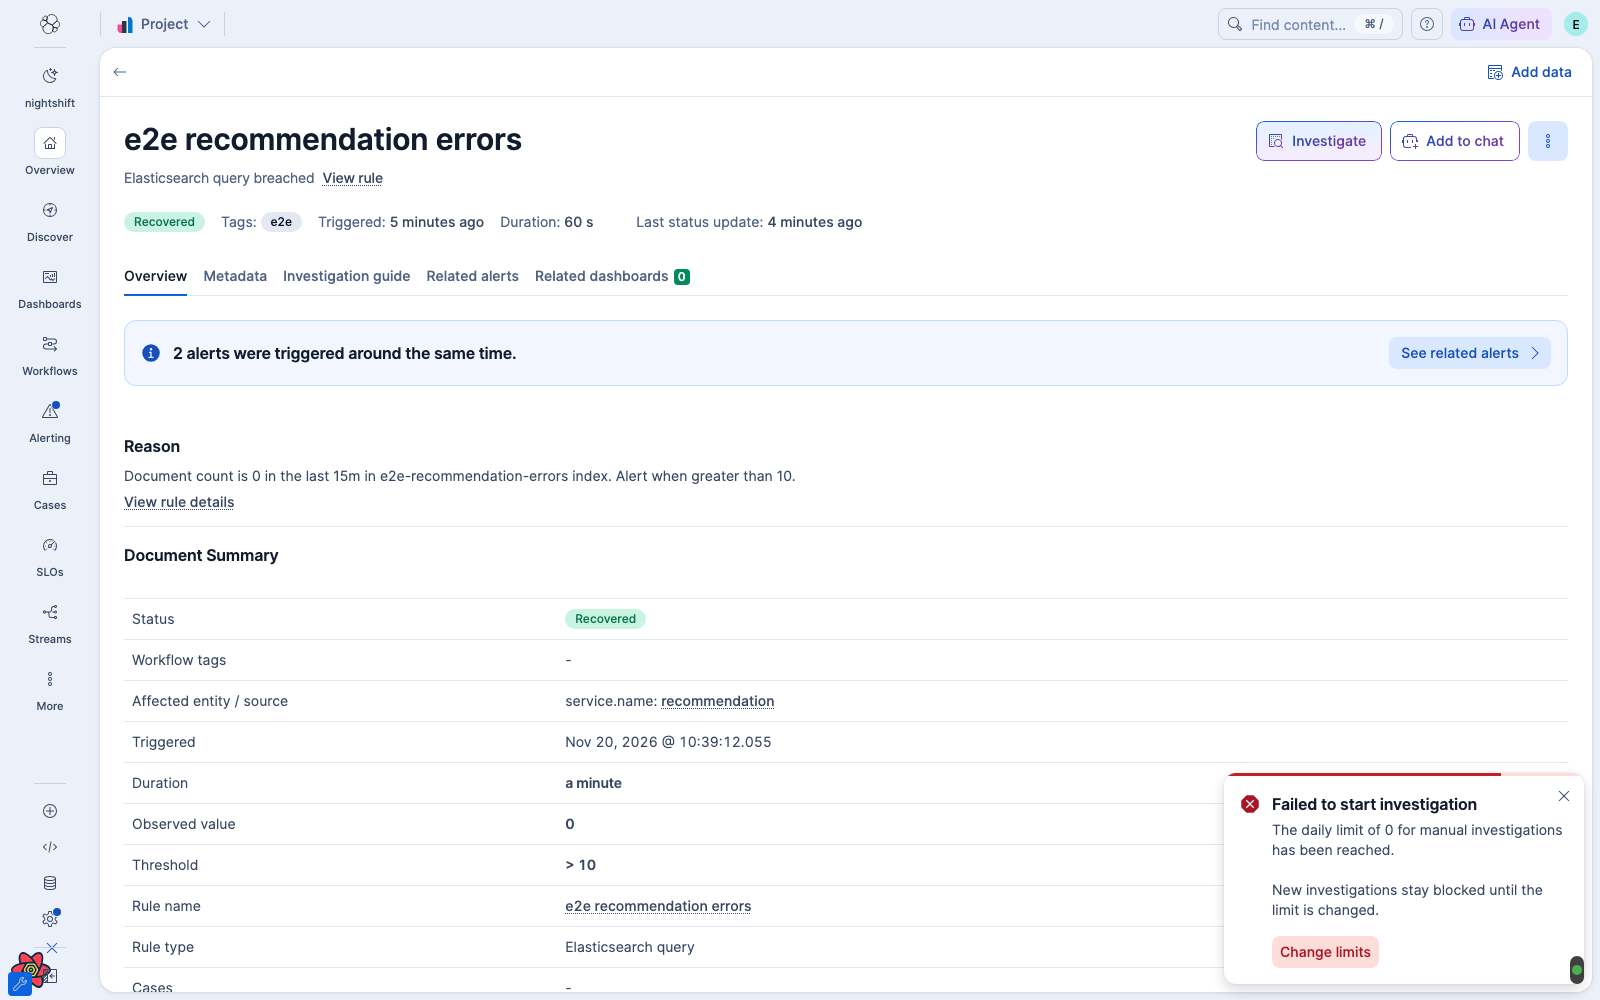 Project
Find content... ⌘ /
AI Agent
E
nightshift
Overview
Discover
Dashboards
Workflows
Alerting
Cases
SLOs
Streams
More
Add data
e2e recommendation errors
Investigate
Add to chat
Elasticsearch query breached View rule
Recovered Tags: e2e Triggered: 5 minutes ago Duration: 60 s Last status update: 4 minutes ago
Overview Metadata Investigation guide Related alerts Related dashboards 0
2 alerts were triggered around the same time.
See related alerts
Reason
Document count is 0 in the last 15m in e2e-recommendation-errors index. Alert when greater than 10.
View rule details
Document Summary
Status Recovered
Workflow tags -
Affected entity / source service.name: recommendation
Triggered Nov 20, 2026 @ 10:39:12.055
Duration a minute
Observed value 0
Threshold > 10
Rule name e2e recommendation errors
Rule type Elasticsearch query
Cases -
Failed to start investigation
The daily limit of 0 for manual investigations
has been reached.
New investigations stay blocked until the
limit is changed.
Change limits